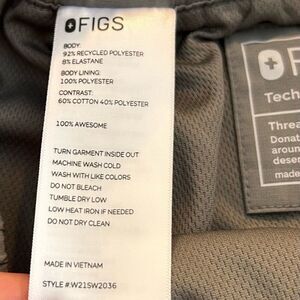 FIGS
BODY:
92% RECYCLED POLYESTER
8% ELASTANE
BODY LINING:
100% POLYESTER
CONTRAST:
60% COTTON 40% POLYESTER
100% AWESOME
TURN GARMENT INSIDE OUT
MACHINE WASH COLD
WASH WITH LIKE COLORS
DO NOT BLEACH
TUMBLE DRY LOW
LOW HEAT IRON IF NEEDED
DO NOT DRY CLEAN
MADE IN VIETNAM
STYLE #:W21SW2036
F
Tech
Threa
Donat
aroun
deser
made